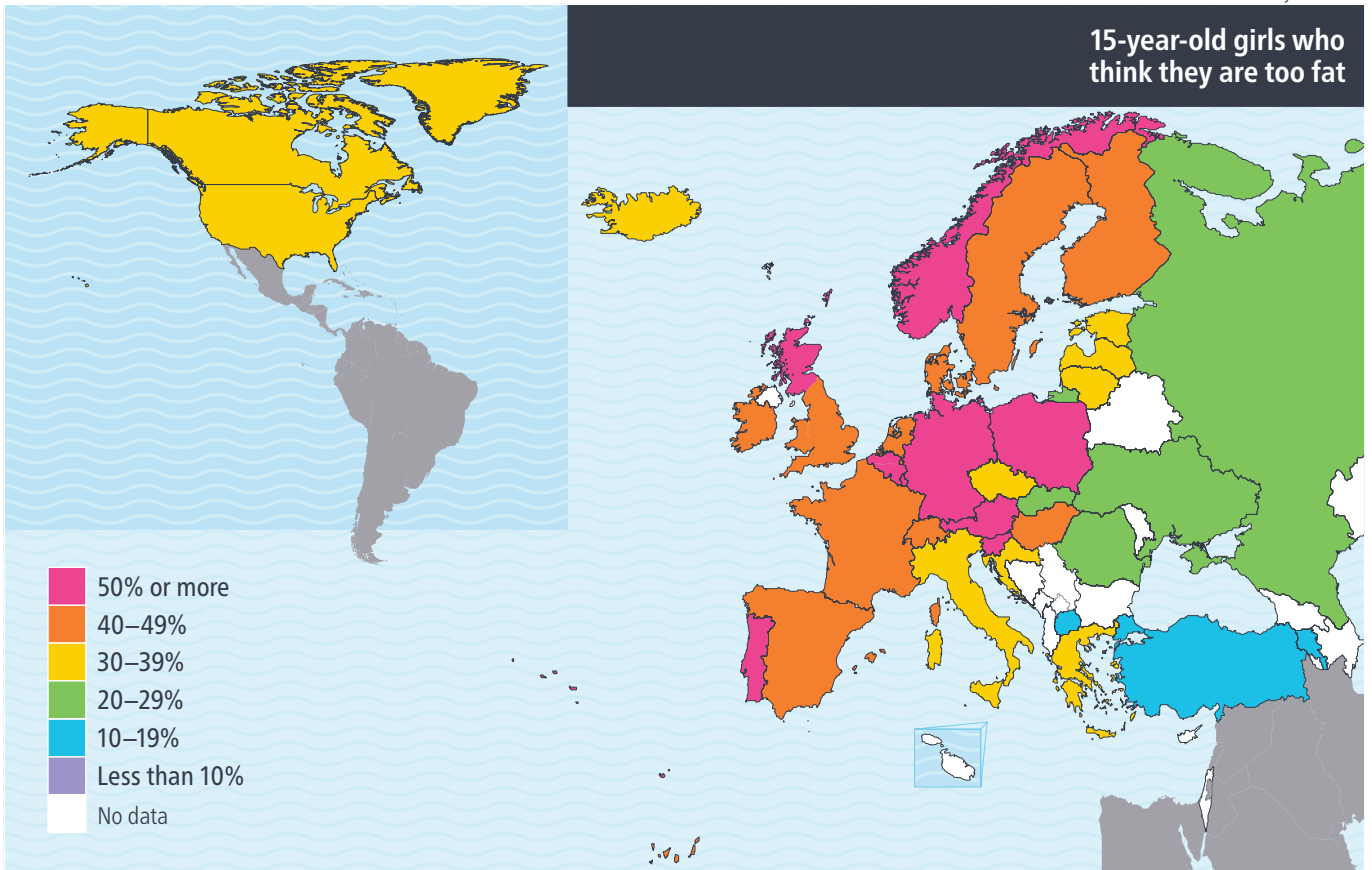 15-year-old girls who
think they are too fat
50% or more
40–49%
30–39%
20–29%
10–19%
Less than 10%
No data